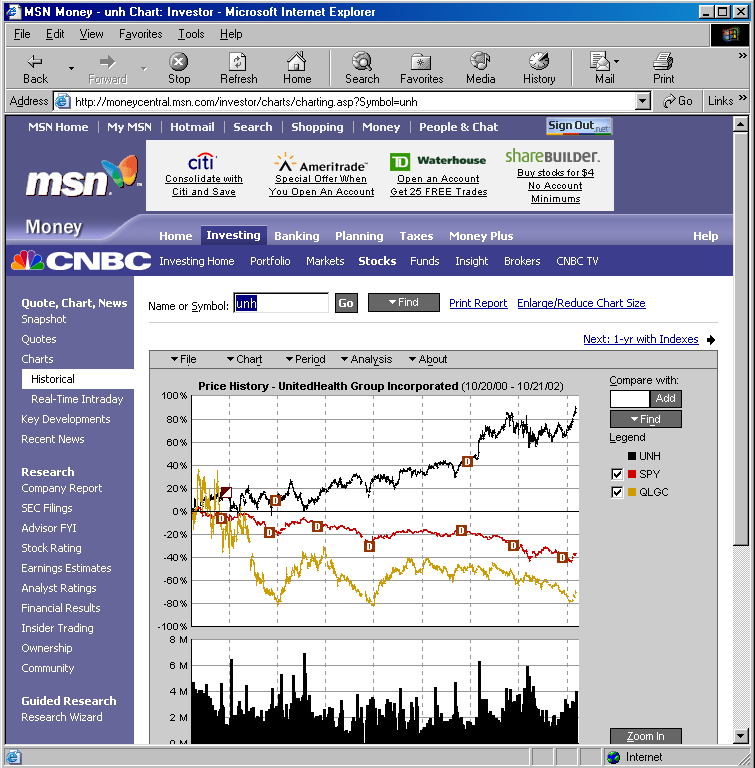 MSN Money - unh Chart: Investor - Microsoft Internet Explorer
File Edit View Favorites Tools Help
Back Forward Stop Refresh Home Search Favorites Media History Mail Print »
Address http://moneycentral.msn.com/investor/charts/charting.asp?Symbol=unh Go Links »
MSN Home | My MSN | Hotmail | Search | Shopping | Money | People & Chat Sign Out .net
msn
citi
Consolidate with
Citi and Save
Ameritrade
Special Offer When
You Open An Account
TD Waterhouse
Open an Account
Get 25 FREE Trades
shareBUILDER.
Buy stocks for $4
No Account
Minimums
Money
Home Investing Banking Planning Taxes Money Plus Help
CNBC Investing Home Portfolio Markets Stocks Funds Insight Brokers CNBC TV
Quote, Chart, News
Snapshot
Quotes
Charts
Historical
Real-Time Intraday
Key Developments
Recent News
Research
Company Report
SEC Filings
Advisor FYI
Stock Rating
Earnings Estimates
Analyst Ratings
Financial Results
Insider Trading
Ownership
Community
Guided Research
Research Wizard
Name or Symbol: unh Go Find Print Report Enlarge/Reduce Chart Size
Next: 1-yr with Indexes
File Chart Period Analysis About
Price History - UnitedHealth Group Incorporated (10/20/00 - 10/21/02)
100%
80%
60%
40%
20%
0%
-20%
-40%
-60%
-80%
-100%
D
D
D
D
D
D
D
D
D
8 M
6 M
4 M
2 M
0 M
Compare with:
Add
Find
Legend
UNH
SPY
QLGC
Zoom In
Internet